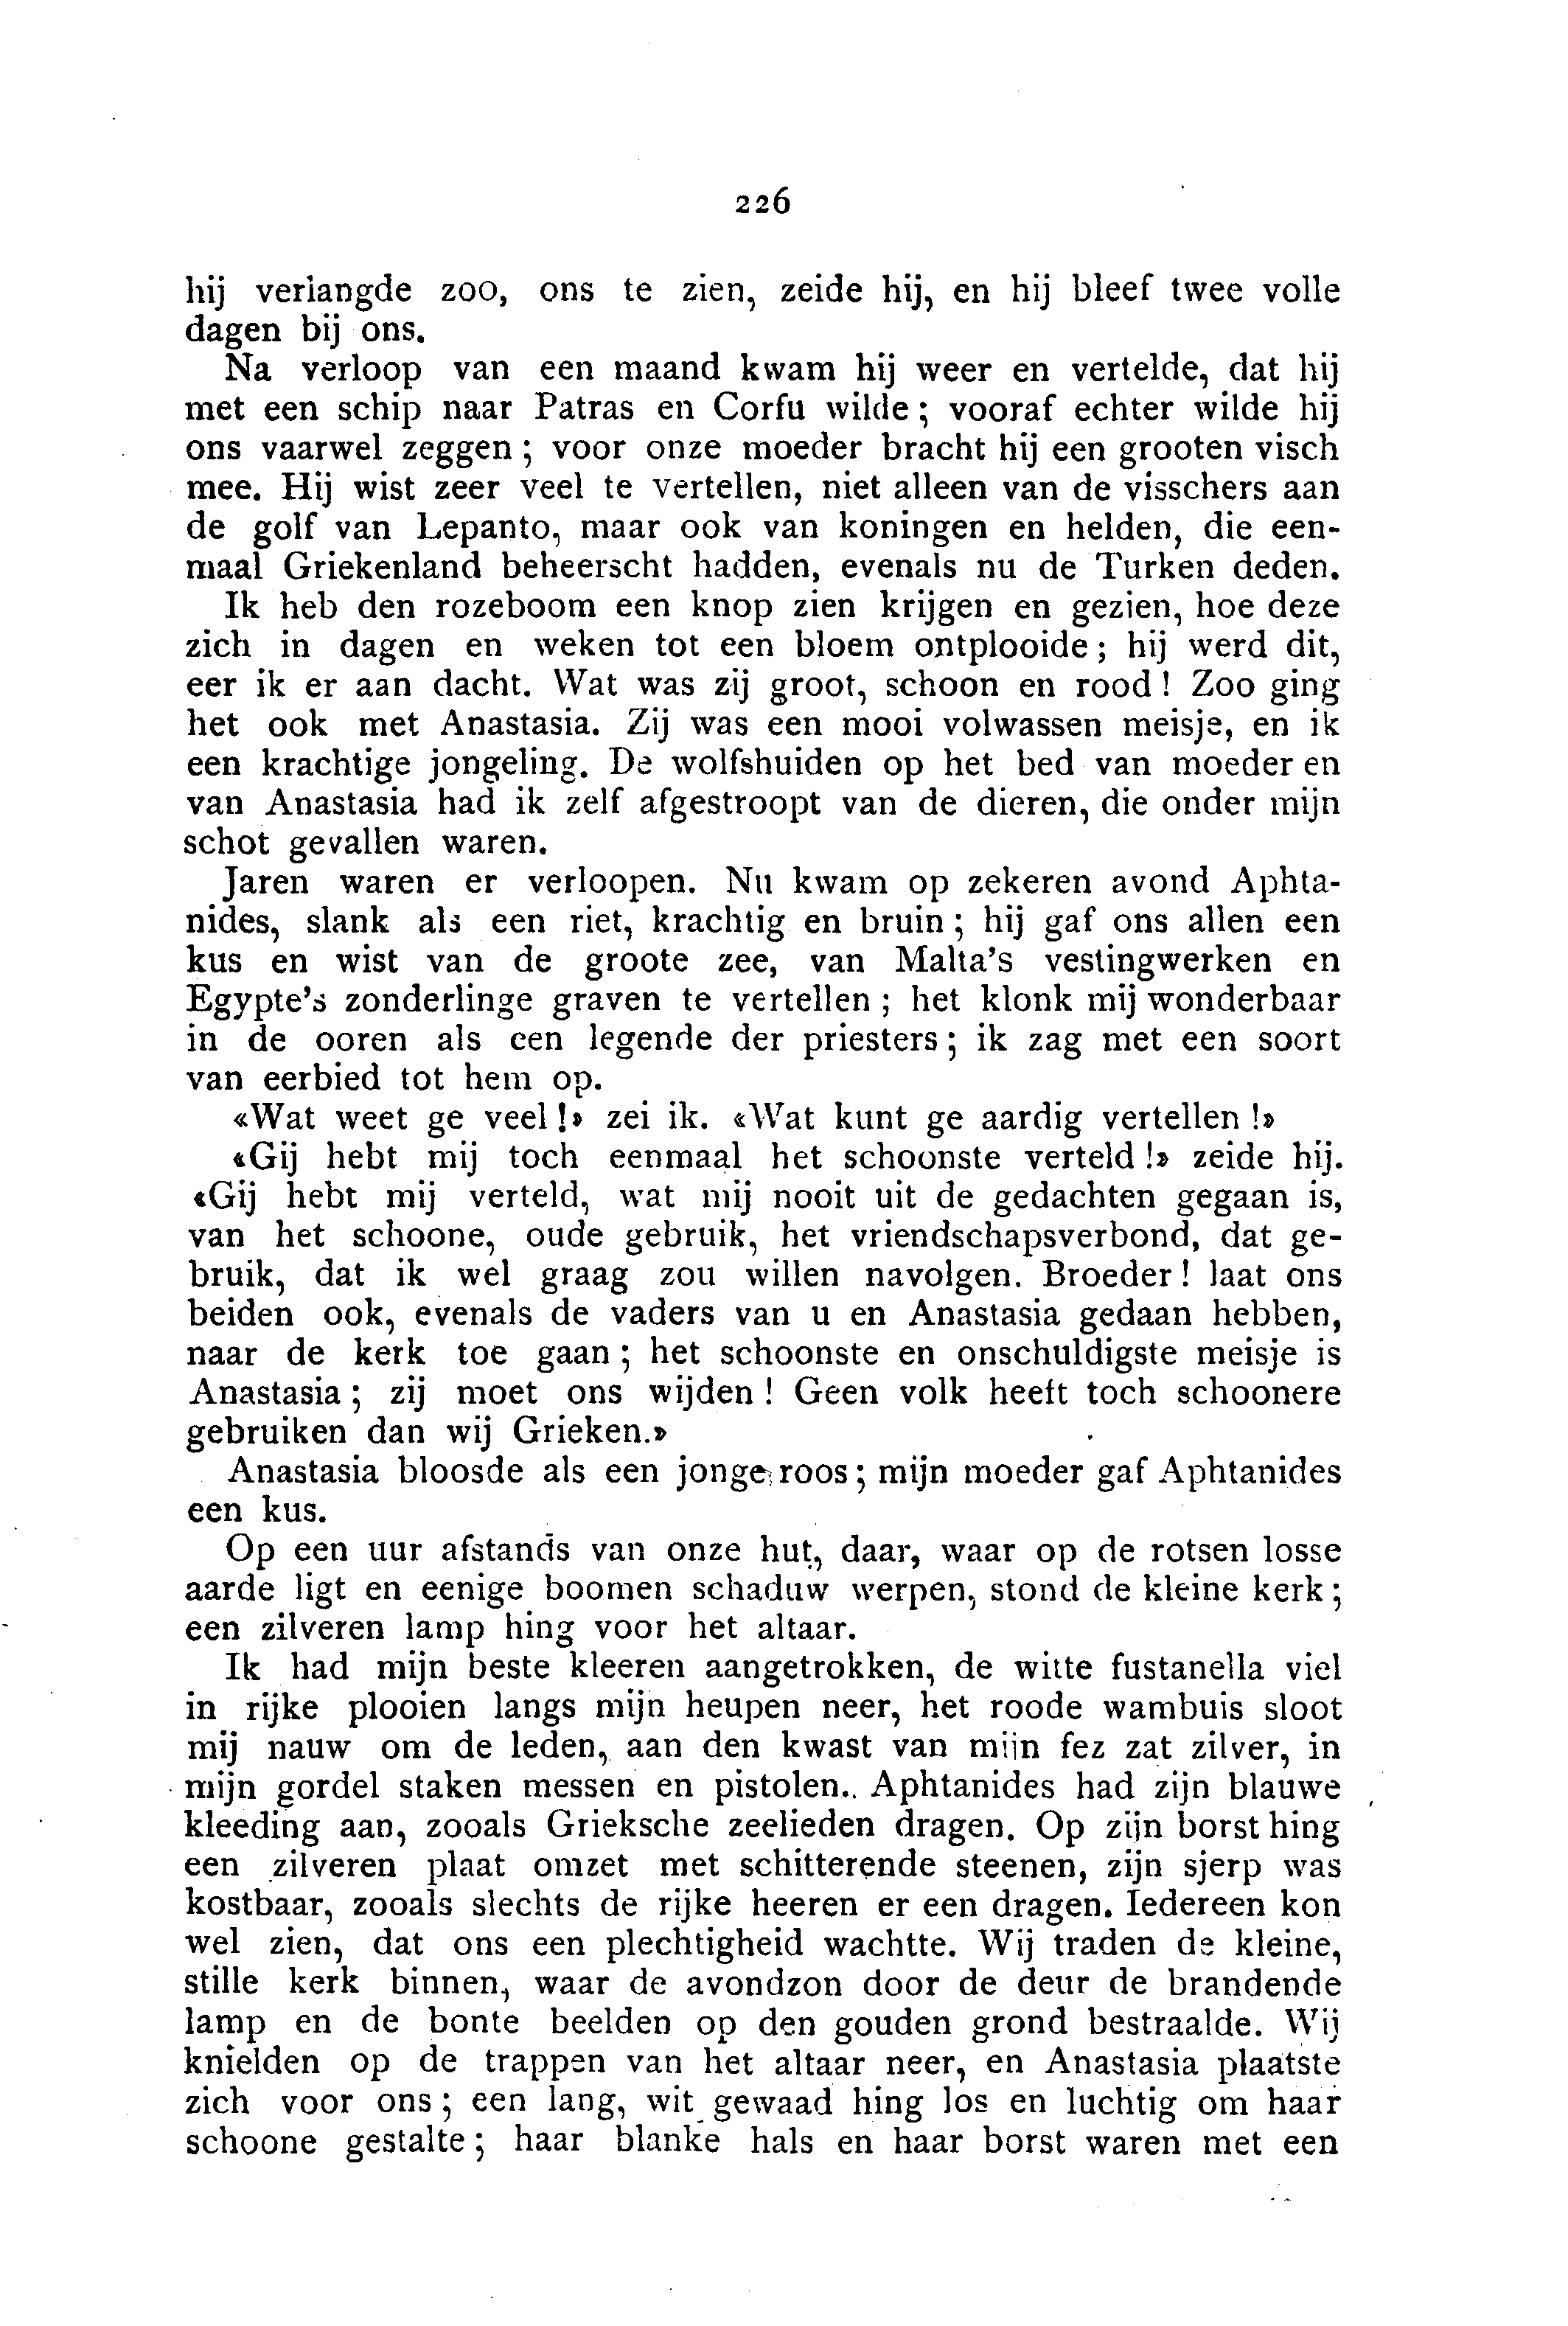 226
hij verlangde zoo, ons te zien, zeide hij, en hij bleef twee volle
dagen bij ons.
Na verloop van een maand kwam hij weer en vertelde, dat hij
met een schip naar Patras en Corfu wilde; vooraf echter wilde hij
ons vaarwel zeggen; voor onze moeder bracht hij een grooten visch
mee. Hij wist zeer veel te vertellen, niet alleen van de visschers aan
de golf van Lepanto, maar ook van koningen en helden, die een-
maal Griekenland beheerscht hadden, evenals nu de Turken deden.
Ik heb den rozeboom een knop zien krijgen en gezien, hoe deze
zich in dagen en weken tot een bloem ontplooide; hij werd dit,
eer ik er aan dacht. Wat was zij groot, schoon en rood! Zoo ging
het ook met Anastasia. Zij was een mooi volwassen meisje, en ik
een krachtige jongeling. De wolfshuiden op het bed van moeder en
van Anastasia had ik zelf afgestroopt van de dieren, die onder mijn
schot gevallen waren.
Jaren waren er verloopen. Nu kwam op zekeren avond Aphta-
nides, slank als een riet, krachtig en bruin; hij gaf ons allen een
kus en wist van de groote zee, van Malta's vestingwerken en
Egypte's zonderlinge graven te vertellen; het klonk mij wonderbaar
in de ooren als een legende der priesters; ik zag met een soort
van eerbied tot hem op.
«Wat weet ge veel!» zei ik. «Wat kunt ge aardig vertellen!»
«Gij hebt mij toch eenmaal het schoonste verteld!» zeide hij.
«Gij hebt mij verteld, wat mij nooit uit de gedachten gegaan is,
van het schoone, oude gebruik, het vriendschapsverbond, dat ge-
bruik, dat ik wel graag zou willen navolgen. Broeder! laat ons
beiden ook, evenals de vaders van u en Anastasia gedaan hebben,
naar de kerk toe gaan; het schoonste en onschuldigste meisje is
Anastasia; zij moet ons wijden! Geen volk heeft toch schoonere
gebruiken dan wij Grieken.»
Anastasia bloosde als een jonge roos; mijn moeder gaf Aphtanides
een kus.
Op een uur afstands van onze hut, daar, waar op de rotsen losse
aarde ligt en eenige boomen schaduw werpen, stond de kleine kerk;
een zilveren lamp hing voor het altaar.
Ik had mijn beste kleeren aangetrokken, de witte fustanella viel
in rijke plooien langs mijn heupen neer, het roode wambuis sloot
mij nauw om de leden, aan den kwast van mijn fez zat zilver, in
mijn gordel staken messen en pistolen.. Aphtanides had zijn blauwe
kleeding aan, zooals Grieksche zeelieden dragen. Op zijn borst hing
een zilveren plaat omzet met schitterende steenen, zijn sjerp was
kostbaar, zooals slechts de rijke heeren er een dragen. Iedereen kon
wel zien, dat ons een plechtigheid wachtte. Wij traden de kleine,
stille kerk binnen, waar de avondzon door de deur de brandende
lamp en de bonte beelden op den gouden grond bestraalde. Wij
knielden op de trappen van het altaar neer, en Anastasia plaatste
zich voor ons; een lang, wit gewaad hing los en luchtig om haar
schoone gestalte; haar blanke hals en haar borst waren met een